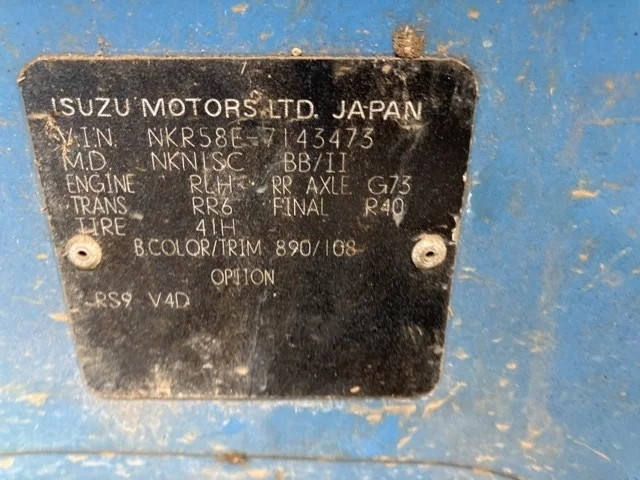 ISUZU MOTORS LTD. JAPAN
V.I.N. NKR58E-7143473
M.D. NKN1SC BB/II
ENGINE RLH RR AXLE G73
TRANS RR6 FINAL R40
TIRE 41H
B.COLOR/TRIM 890/108
OPTION
RS9 V4D